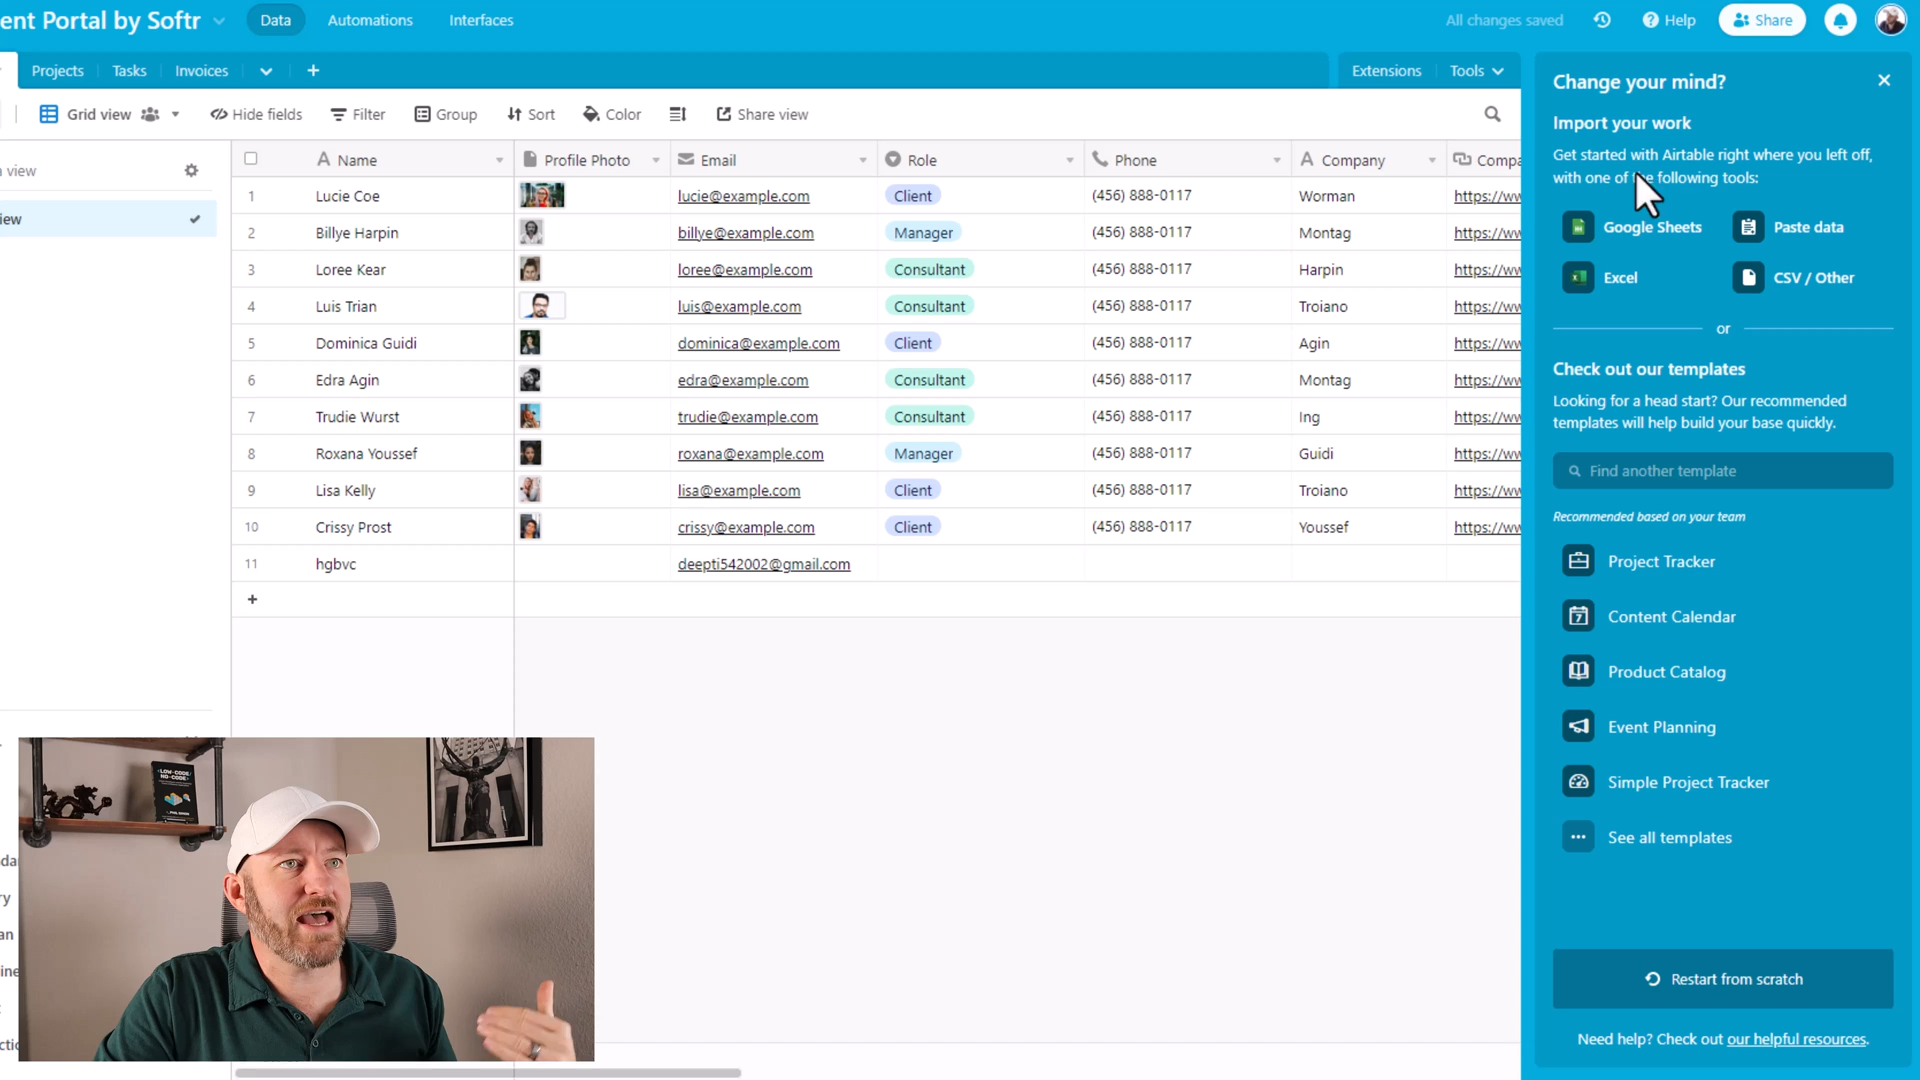 ent Portal by Softr
Data
Automations
Interfaces
All changes saved
Help
Share
Projects
Tasks
Invoices
Extensions
Tools
Grid view
Hide fields
Filter
Group
Sort
Color
Share view
view
iew
Name
Profile Photo
Email
Role
Phone
Company
Compa
1 Lucie Coe lucie@example.com Client (456) 888-0117 Worman https://ww
2 Billye Harpin billye@example.com Manager (456) 888-0117 Montag https://ww
3 Loree Kear loree@example.com Consultant (456) 888-0117 Harpin https://ww
4 Luis Trian luis@example.com Consultant (456) 888-0117 Troiano https://ww
5 Dominica Guidi dominica@example.com Client (456) 888-0117 Agin https://ww
6 Edra Agin edra@example.com Consultant (456) 888-0117 Montag https://ww
7 Trudie Wurst trudie@example.com Consultant (456) 888-0117 Ing https://ww
8 Roxana Youssef roxana@example.com Manager (456) 888-0117 Guidi https://ww
9 Lisa Kelly lisa@example.com Client (456) 888-0117 Troiano https://ww
10 Crissy Prost crissy@example.com Client (456) 888-0117 Youssef https://ww
11 hgbvc deepti542002@gmail.com
+
LOW-CODE/
NO-CODE
Change your mind?
Import your work
Get started with Airtable right where you left off,
with one of the following tools:
Google Sheets
Paste data
Excel
CSV / Other
or
Check out our templates
Looking for a head start? Our recommended
templates will help build your base quickly.
Find another template
Recommended based on your team
Project Tracker
Content Calendar
Product Catalog
Event Planning
Simple Project Tracker
See all templates
Restart from scratch
Need help? Check out our helpful resources.